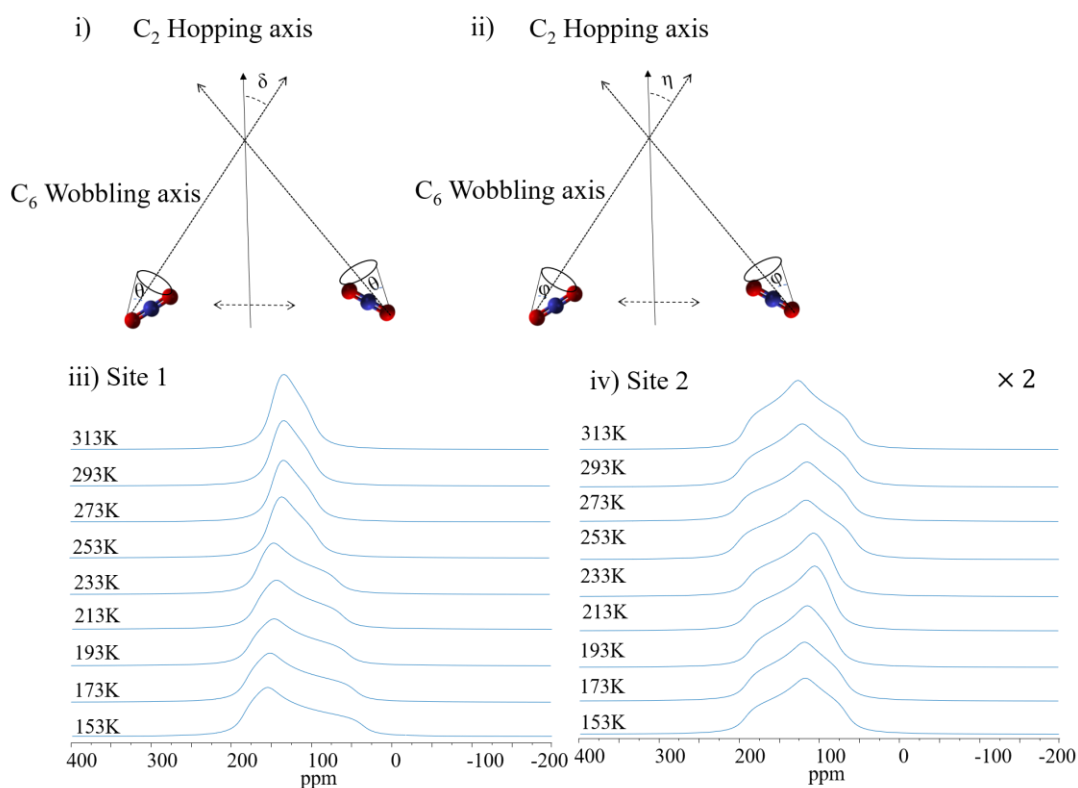 i) C₂ Hopping axis
δ
C₆ Wobbling axis
θ
θ
ii) C₂ Hopping axis
η
C₆ Wobbling axis
φ
φ
iii) Site 1
313K
293K
273K
253K
233K
213K
193K
173K
153K
400 300 200 100 0 -100 -200
ppm
iv) Site 2 × 2
313K
293K
273K
253K
233K
213K
193K
173K
153K
400 300 200 100 0 -100 -200
ppm